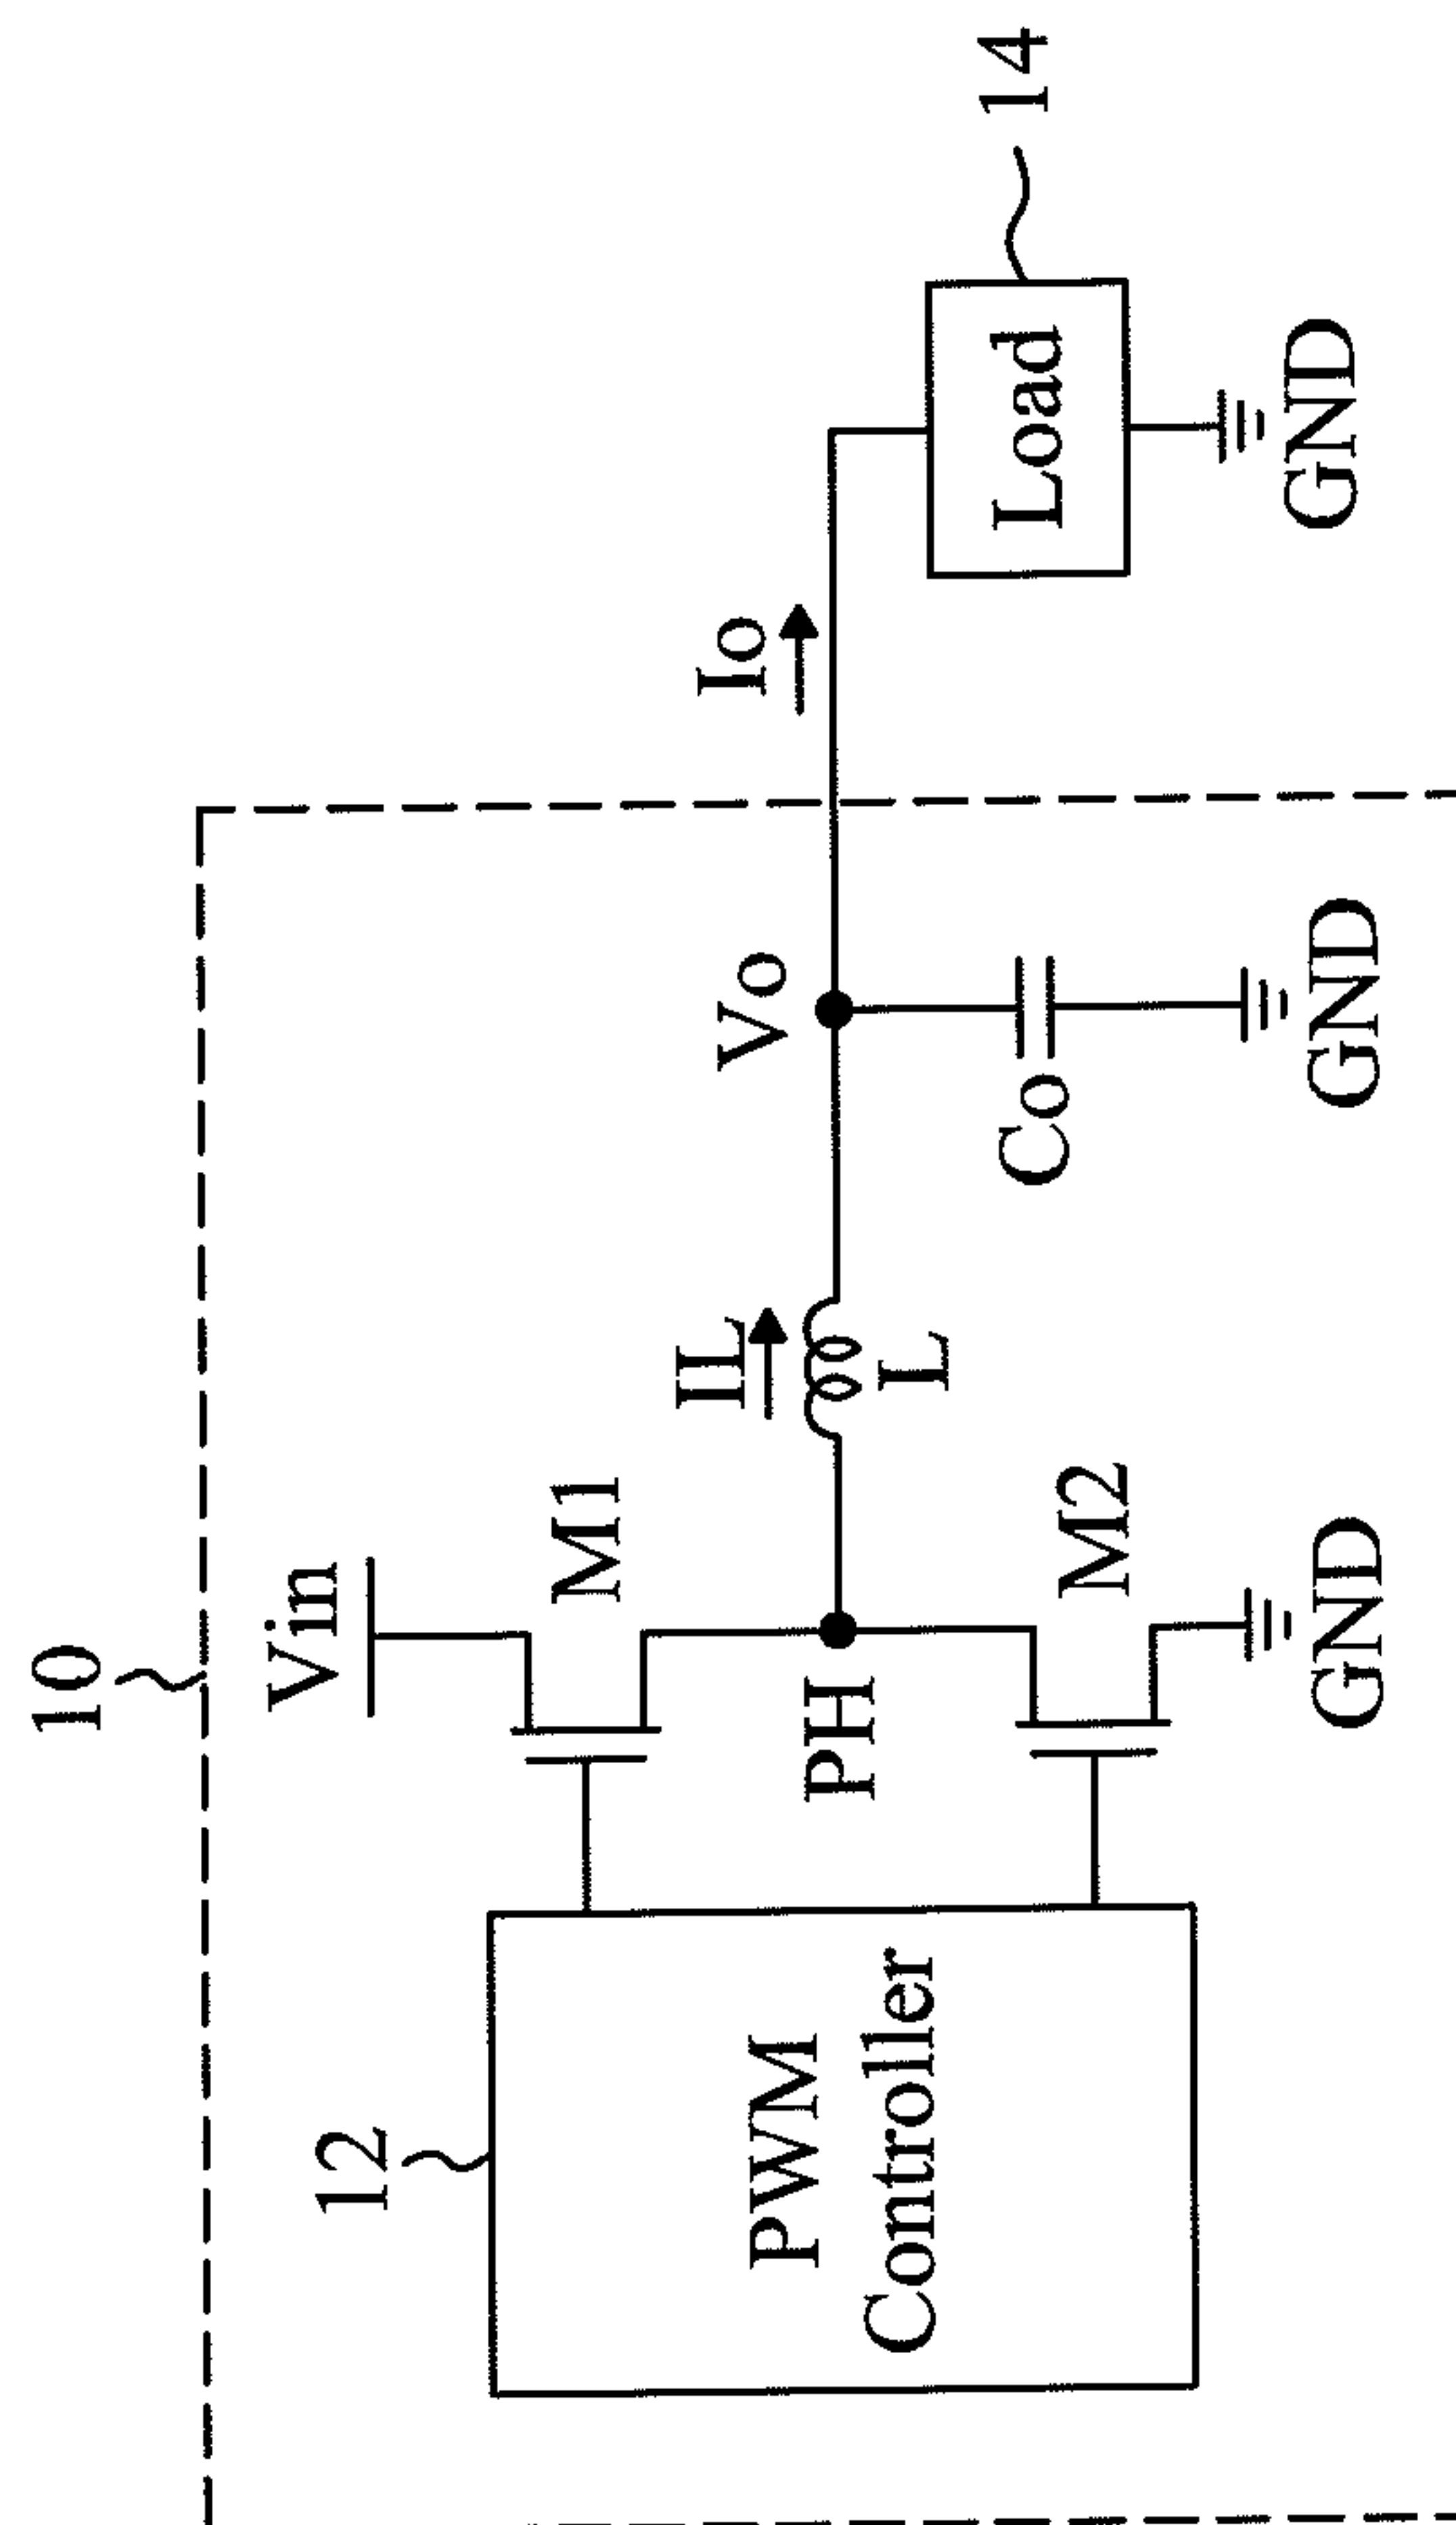 10
Vin
12
M1
IL
Vo
Io
14
PWM
Controller
PH
L
Load
M2
Co
GND
GND
GND